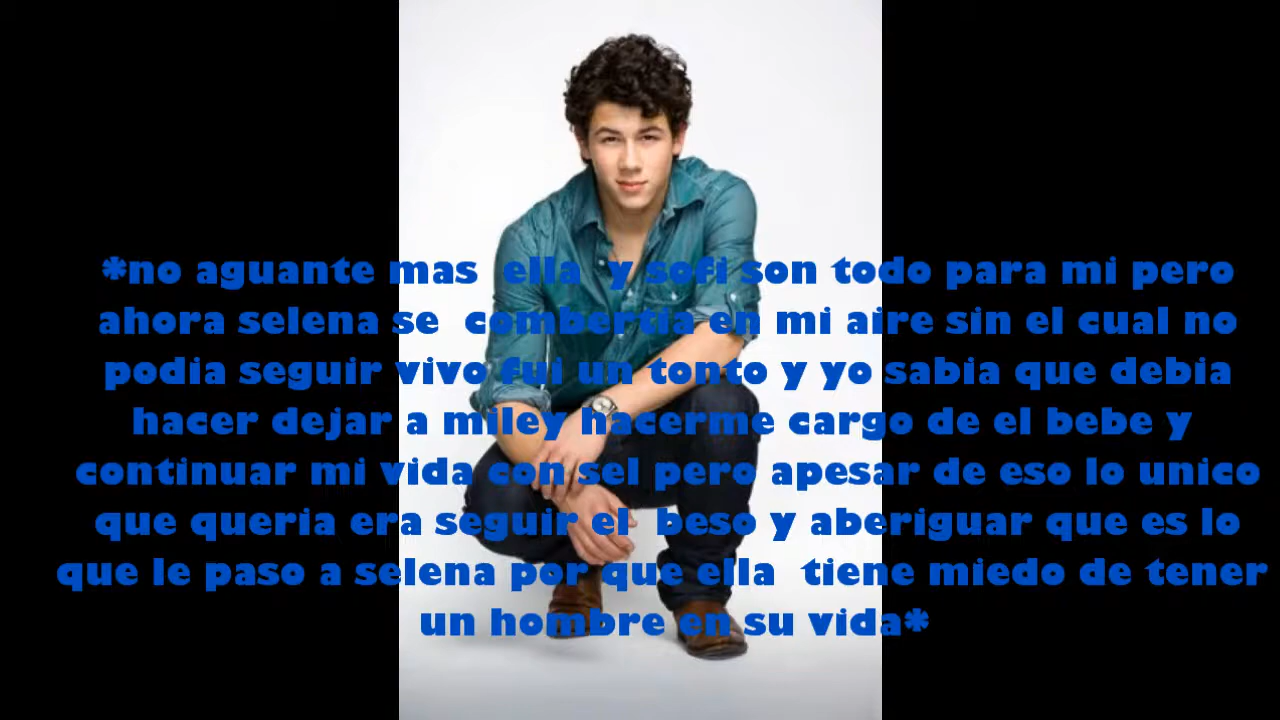 *no aguante mas ella y sofi son todo para mi pero
ahora selena se combertia en mi aire sin el cual no
podia seguir vivo fui un tonto y yo sabia que debia
hacer dejar a miley hacerme cargo de el bebe y
continuar mi vida con sel pero apesar de eso lo unico
que queria era seguir el beso y aberiguar que es lo
que le paso a selena por que ella tiene miedo de tener
un hombre en su vida*